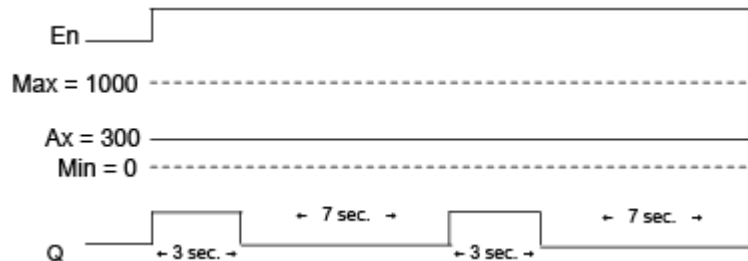 En
Max = 1000
Ax = 300
Min = 0
← 7 sec. → ← 7 sec. →
Q ← 3 sec. → ← 3 sec. →